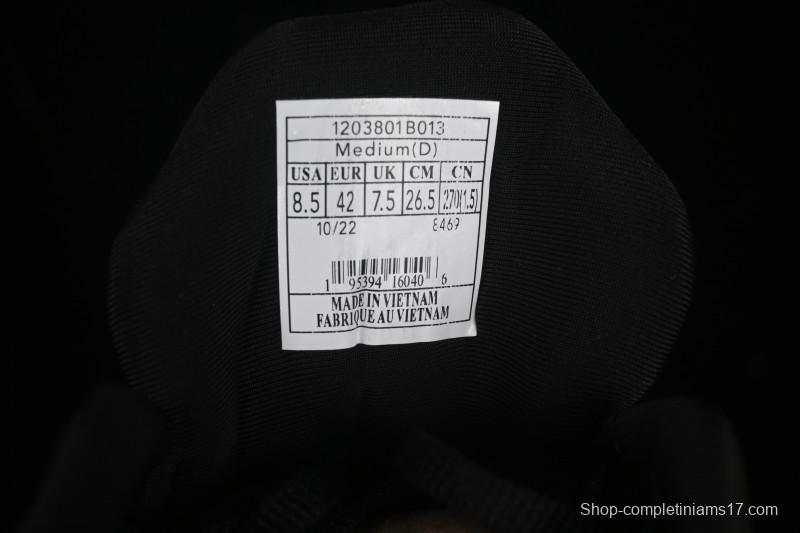 1203801B013
Medium(D)
USA EUR UK CM CN
8.5 42 7.5 26.5 270(1.5)
10/22 8469
1 95394 16040 6
MADE IN VIETNAM
FABRIQUE AU VIETNAM
Shop-completiniams17.com